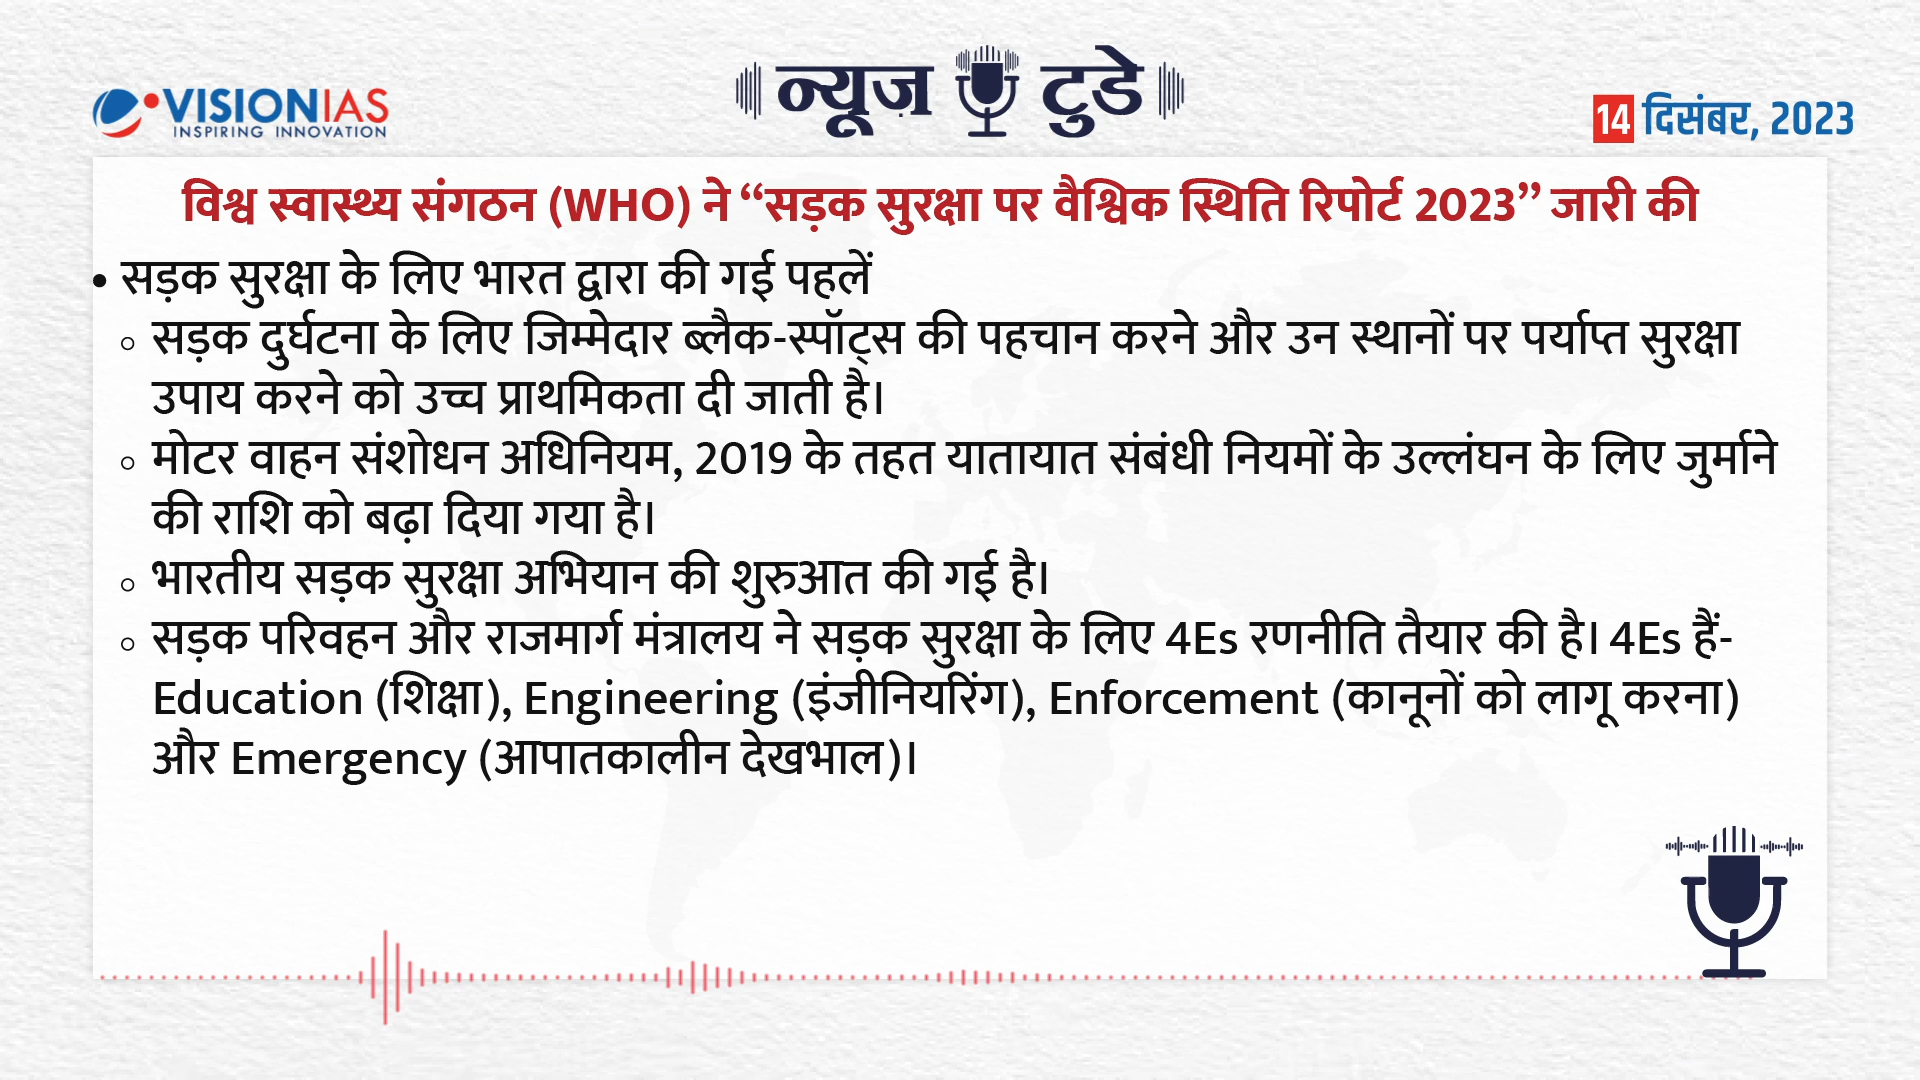 VISIONIAS
INSPIRING INNOVATION
न्यूज़ टुडे
14 दिसंबर, 2023
विश्व स्वास्थ्य संगठन (WHO) ने “सड़क सुरक्षा पर वैश्विक स्थिति रिपोर्ट 2023” जारी की
• सड़क सुरक्षा के लिए भारत द्वारा की गई पहलें
○ सड़क दुर्घटना के लिए जिम्मेदार ब्लैक-स्पॉट्स की पहचान करने और उन स्थानों पर पर्याप्त सुरक्षा
उपाय करने को उच्च प्राथमिकता दी जाती है।
○ मोटर वाहन संशोधन अधिनियम, 2019 के तहत यातायात संबंधी नियमों के उल्लंघन के लिए जुर्माने
की राशि को बढ़ा दिया गया है।
○ भारतीय सड़क सुरक्षा अभियान की शुरुआत की गई है।
○ सड़क परिवहन और राजमार्ग मंत्रालय ने सड़क सुरक्षा के लिए 4Es रणनीति तैयार की है। 4Es हैं-
Education (शिक्षा), Engineering (इंजीनियरिंग), Enforcement (कानूनों को लागू करना)
और Emergency (आपातकालीन देखभाल)।